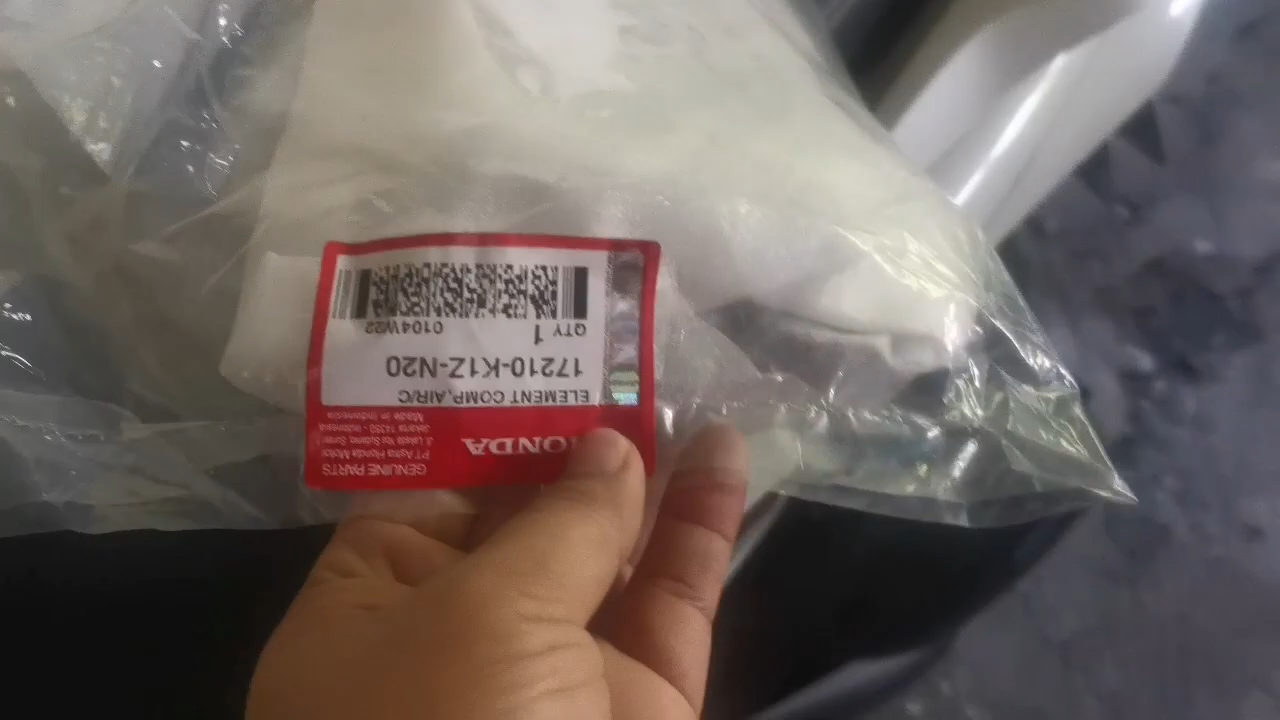 HONDA
GENUINE PARTS
PT Astra Honda Motor
Jakarta 14350 - Indonesia
Made in Indonesia
ELEMENT COMP,AIR/C
17210-K1Z-N20
QTY
1
0104W22